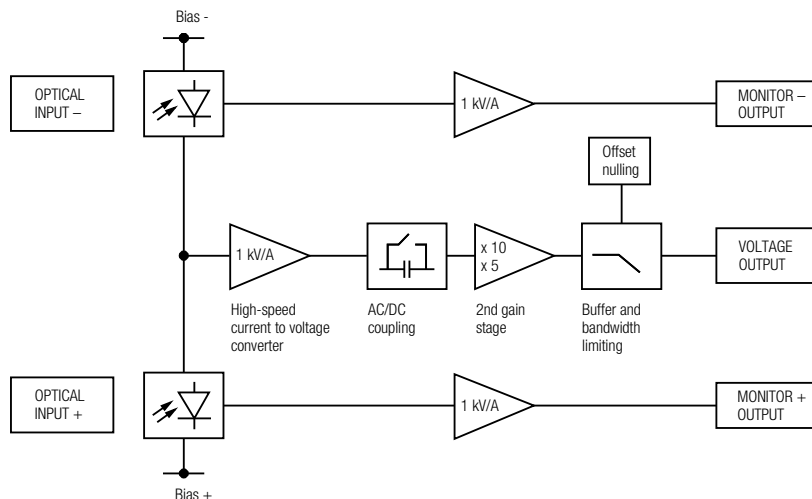 Bias -
OPTICAL
INPUT –
1 kV/A
MONITOR –
OUTPUT
Offset
nulling
1 kV/A
x 10
x 5
VOLTAGE
OUTPUT
High-speed
current to voltage
converter
AC/DC
coupling
2nd gain
stage
Buffer and
bandwidth
limiting
OPTICAL
INPUT +
1 kV/A
MONITOR +
OUTPUT
Bias +